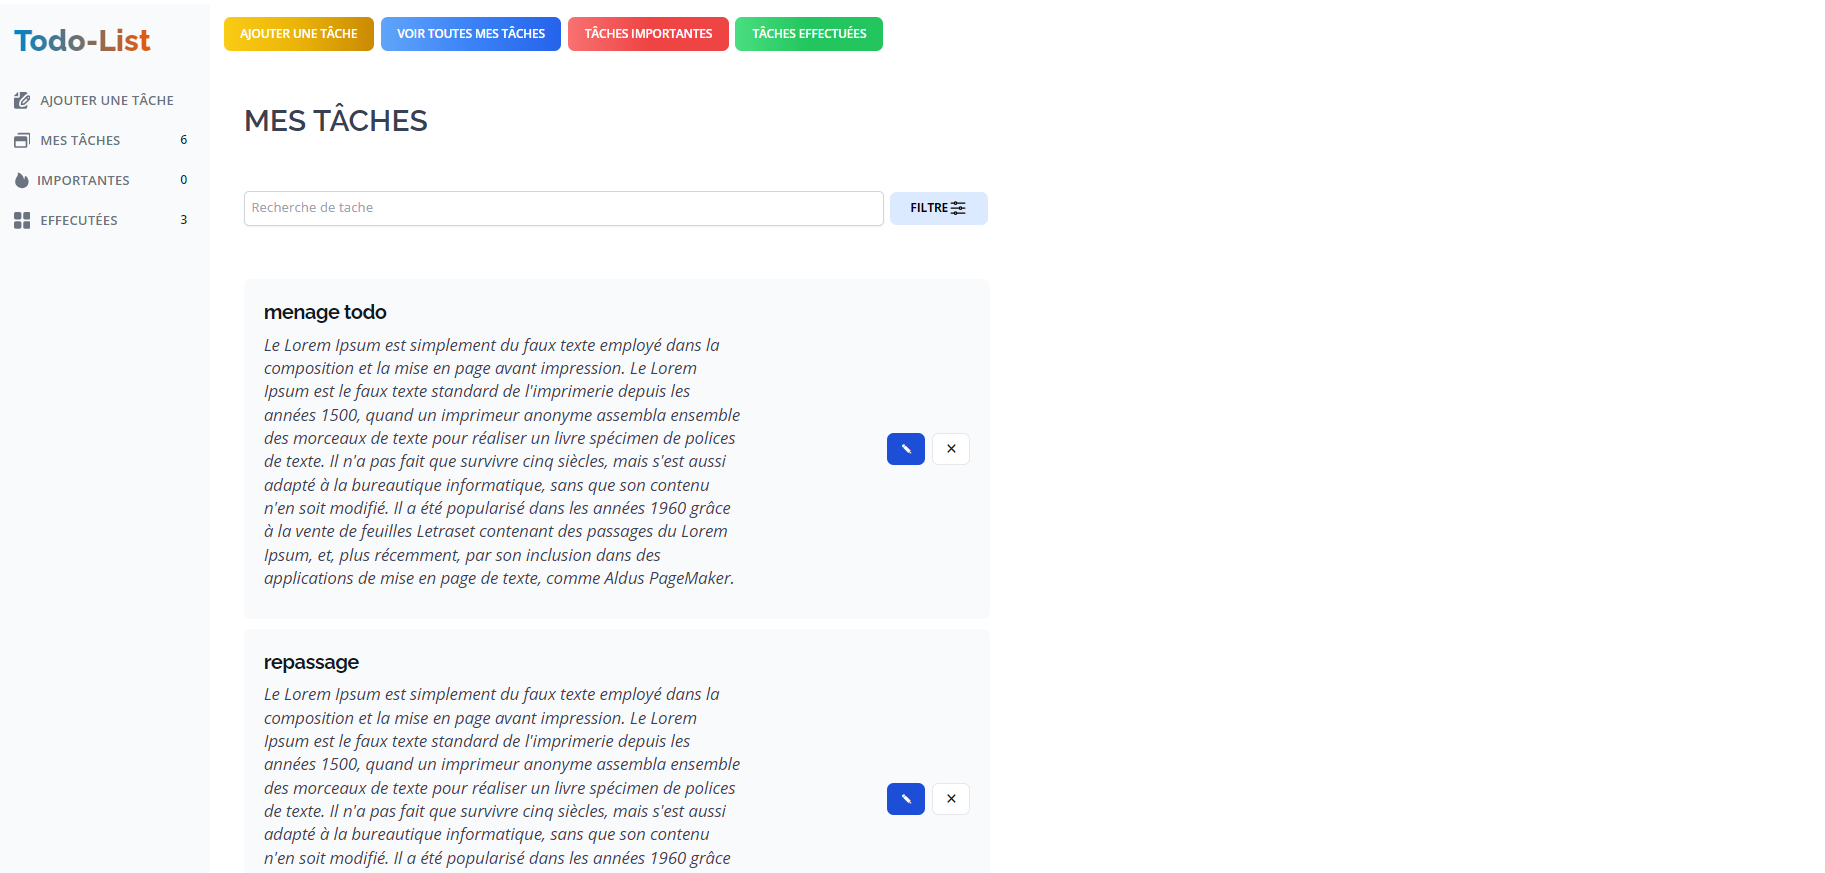 Todo-List
AJOUTER UNE TÂCHE
MES TÂCHES 6
IMPORTANTES 0
EFFECUTÉES 3
AJOUTER UNE TÂCHE
VOIR TOUTES MES TÂCHES
TÂCHES IMPORTANTES
TÂCHES EFFECTUÉES
MES TÂCHES
Recherche de tache
FILTRE
menage todo
Le Lorem Ipsum est simplement du faux texte employé dans la
composition et la mise en page avant impression. Le Lorem
Ipsum est le faux texte standard de l'imprimerie depuis les
années 1500, quand un imprimeur anonyme assembla ensemble
des morceaux de texte pour réaliser un livre spécimen de polices
de texte. Il n'a pas fait que survivre cinq siècles, mais s'est aussi
adapté à la bureautique informatique, sans que son contenu
n'en soit modifié. Il a été popularisé dans les années 1960 grâce
à la vente de feuilles Letraset contenant des passages du Lorem
Ipsum, et, plus récemment, par son inclusion dans des
applications de mise en page de texte, comme Aldus PageMaker.
repassage
Le Lorem Ipsum est simplement du faux texte employé dans la
composition et la mise en page avant impression. Le Lorem
Ipsum est le faux texte standard de l'imprimerie depuis les
années 1500, quand un imprimeur anonyme assembla ensemble
des morceaux de texte pour réaliser un livre spécimen de polices
de texte. Il n'a pas fait que survivre cinq siècles, mais s'est aussi
adapté à la bureautique informatique, sans que son contenu
n'en soit modifié. Il a été popularisé dans les années 1960 grâce